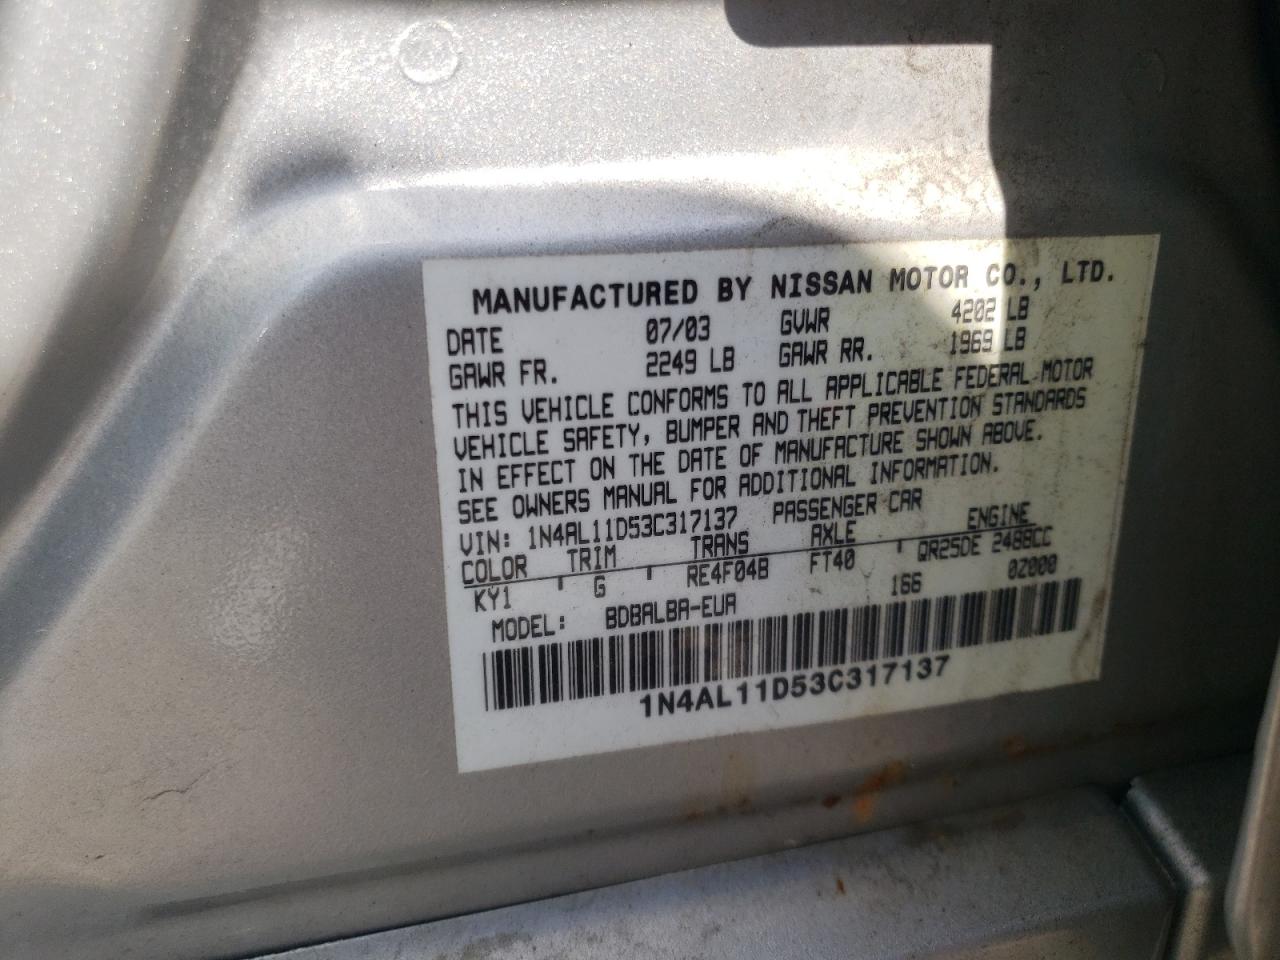 MANUFACTURED BY NISSAN MOTOR CO., LTD.
DATE 07/03 GVWR 4202 LB
GAWR FR. 2249 LB GAWR RR. 1969 LB
THIS VEHICLE CONFORMS TO ALL APPLICABLE FEDERAL MOTOR
VEHICLE SAFETY, BUMPER AND THEFT PREVENTION STANDARDS
IN EFFECT ON THE DATE OF MANUFACTURE SHOWN ABOVE.
SEE OWNERS MANUAL FOR ADDITIONAL INFORMATION.
VIN: 1N4AL11D53C317137 PASSENGER CAR
COLOR TRIM TRANS AXLE ENGINE
KY1 ' G ' RE4F04B FT40 ' QR25DE 2488CC
166 0Z000
MODEL: BDBALBA-EUA
1N4AL11D53C317137